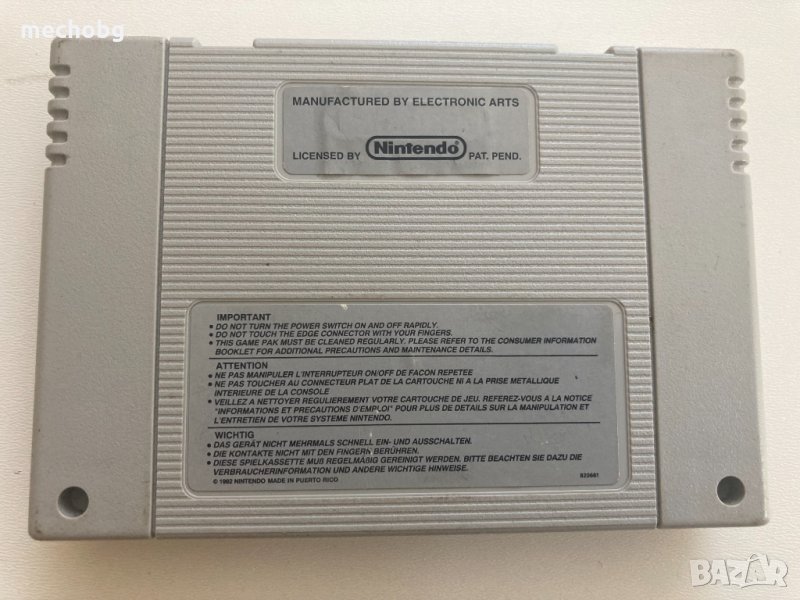 mechobg
MANUFACTURED BY ELECTRONIC ARTS
LICENSED BY Nintendo PAT. PEND.
IMPORTANT
• DO NOT TURN THE POWER SWITCH ON AND OFF RAPIDLY.
• DO NOT TOUCH THE EDGE CONNECTOR WITH YOUR FINGERS.
• THIS GAME PAK MUST BE CLEANED REGULARLY. PLEASE REFER TO THE CONSUMER INFORMATION
BOOKLET FOR ADDITIONAL PRECAUTIONS AND MAINTENANCE DETAILS.
ATTENTION
• NE PAS MANIPULER L'INTERRUPTEUR ON/OFF DE FACON REPETEE
• NE PAS TOUCHER AU CONNECTEUR PLAT DE LA CARTOUCHE NI A LA PRISE METALLIQUE
INTERIEURE DE LA CONSOLE
• VEILLEZ A NETTOYER REGULIEREMENT VOTRE CARTOUCHE DE JEU. REFEREZ-VOUS A LA NOTICE
"INFORMATIONS ET PRECAUTIONS D'EMPLOI" POUR PLUS DE DETAILS SUR LA MANIPULATION ET
L'ENTRETIEN DE VOTRE SYSTEME NINTENDO.
WICHTIG
• DAS GERÄT NICHT MEHRMALS SCHNELL EIN- UND AUSSCHALTEN.
• DIE KONTAKTE NICHT MIT DEN FINGERN BERÜHREN.
• DIESE SPIELKASSETTE MUß REGELMÄßIG GEREINIGT WERDEN. BITTE BEACHTEN SIE DAZU DIE
VERBRAUCHERINFORMATION UND ANDERE WICHTIGE HINWEISE.
© 1992 NINTENDO MADE IN PUERTO RICO
BAZAR